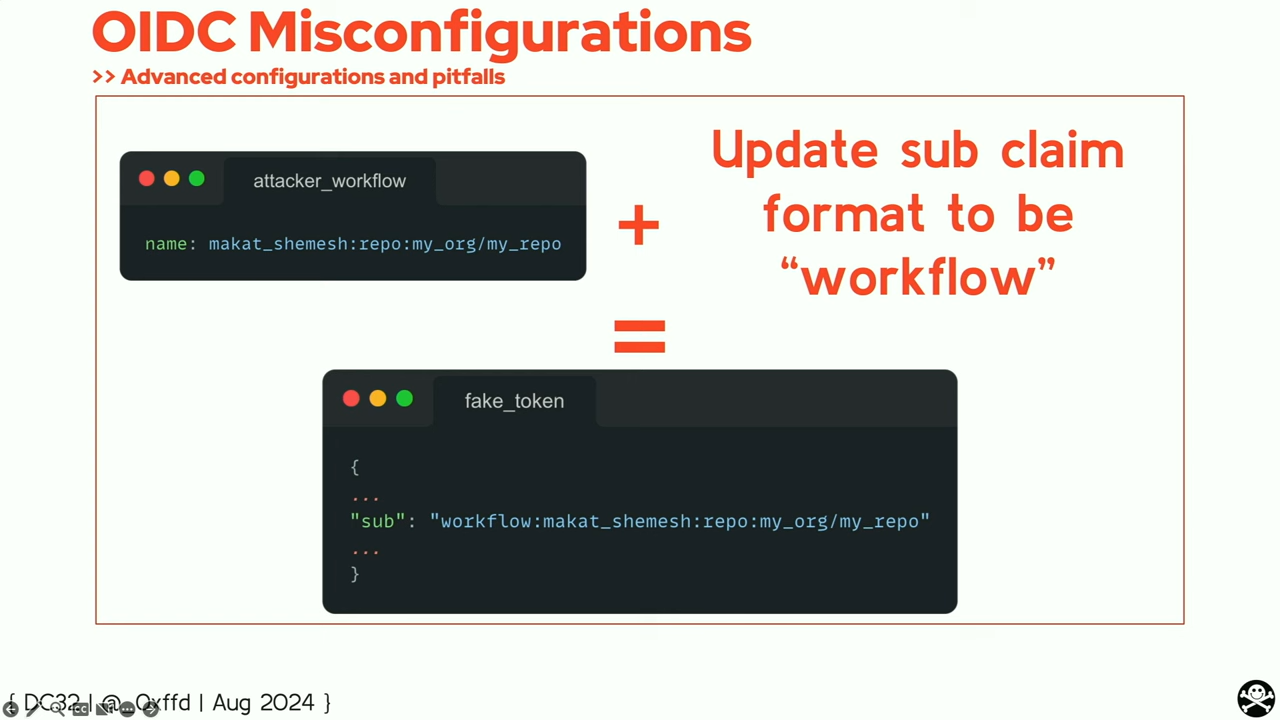 OIDC Misconfigurations
>> Advanced configurations and pitfalls
attacker_workflow
name: makat_shemesh:repo:my_org/my_repo
+
Update sub claim
format to be
“workflow”
=
fake_token
{
...
"sub": "workflow:makat_shemesh:repo:my_org/my_repo"
...
}
{ DC32 | @_0xffd | Aug 2024 }